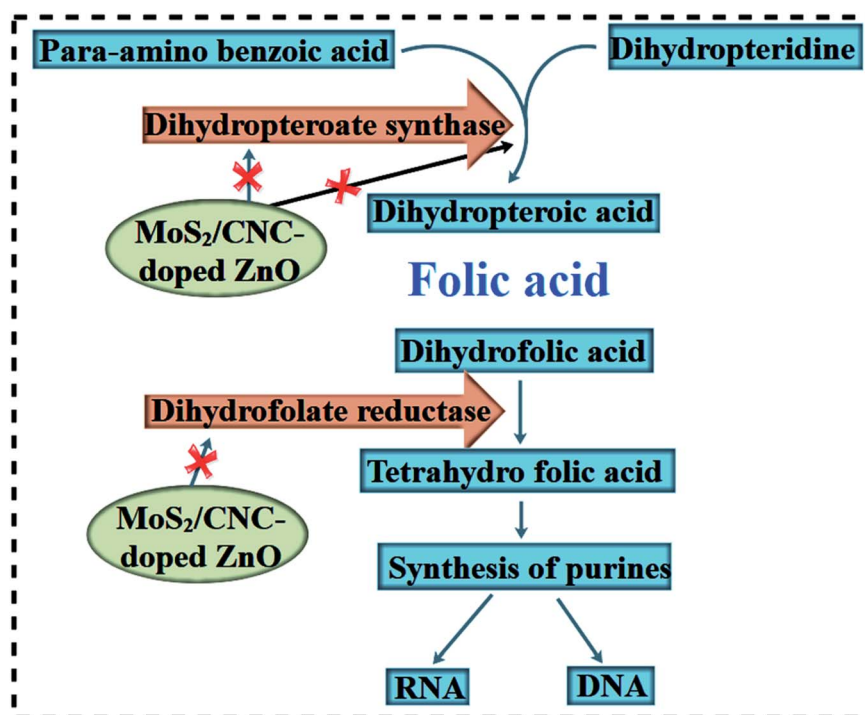 Para-amino benzoic acid
Dihydropteridine
Dihydropteroate synthase
MoS₂/CNC-
doped ZnO
Dihydropteroic acid
Folic acid
Dihydrofolic acid
Dihydrofolate reductase
Tetrahydro folic acid
MoS₂/CNC-
doped ZnO
Synthesis of purines
RNA
DNA